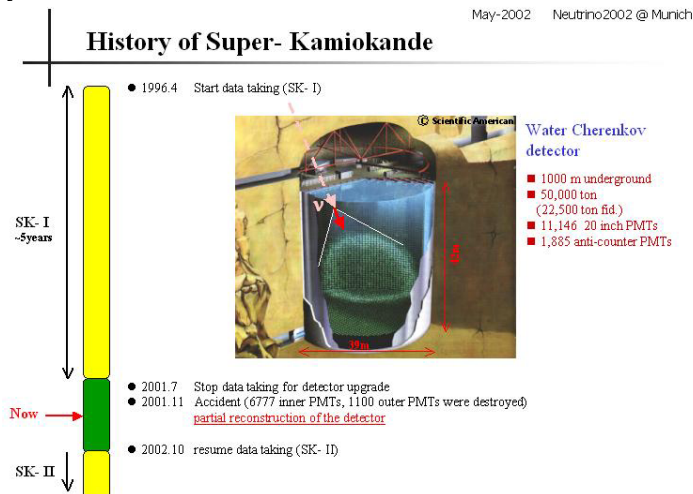 May-2002 Neutrino2002 @ Munich
History of Super- Kamiokande
1996.4 Start data taking (SK- I)
© Scientific American
Water Cherenkov
detector
1000 m underground
50,000 ton
(22,500 ton fid.)
11,146 20 inch PMTs
1,885 anti-counter PMTs
SK- I
~5years
ν
39m
2001.7 Stop data taking for detector upgrade
2001.11 Accident (6777 inner PMTs, 1100 outer PMTs were destroyed)
Now
partial reconstruction of the detector
2002.10 resume data taking (SK- II)
SK- II